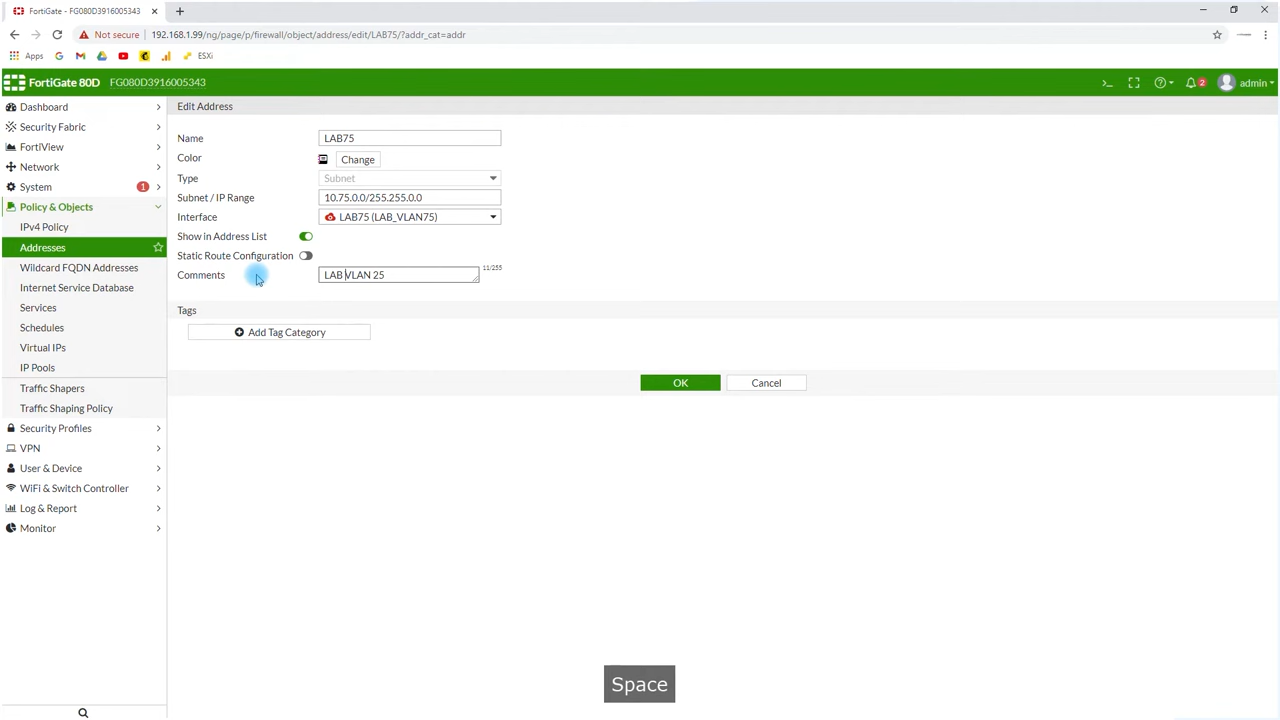 FortiGate - FG080D3916005343
Not secure 192.168.1.99/ng/page/p/firewall/object/address/edit/LAB75/?addr_cat=addr
Apps ESXi
FortiGate 80D FG080D3916005343 >_ 2 admin
Dashboard
Security Fabric
FortiView
Network
System 1
Policy & Objects
IPv4 Policy
Addresses
Wildcard FQDN Addresses
Internet Service Database
Services
Schedules
Virtual IPs
IP Pools
Traffic Shapers
Traffic Shaping Policy
Security Profiles
VPN
User & Device
WiFi & Switch Controller
Log & Report
Monitor
Edit Address
Name LAB75
Color Change
Type Subnet
Subnet / IP Range 10.75.0.0/255.255.0.0
Interface LAB75 (LAB_VLAN75)
Show in Address List
Static Route Configuration
Comments LAB VLAN 25 11/255
Tags
Add Tag Category
OK Cancel
Space